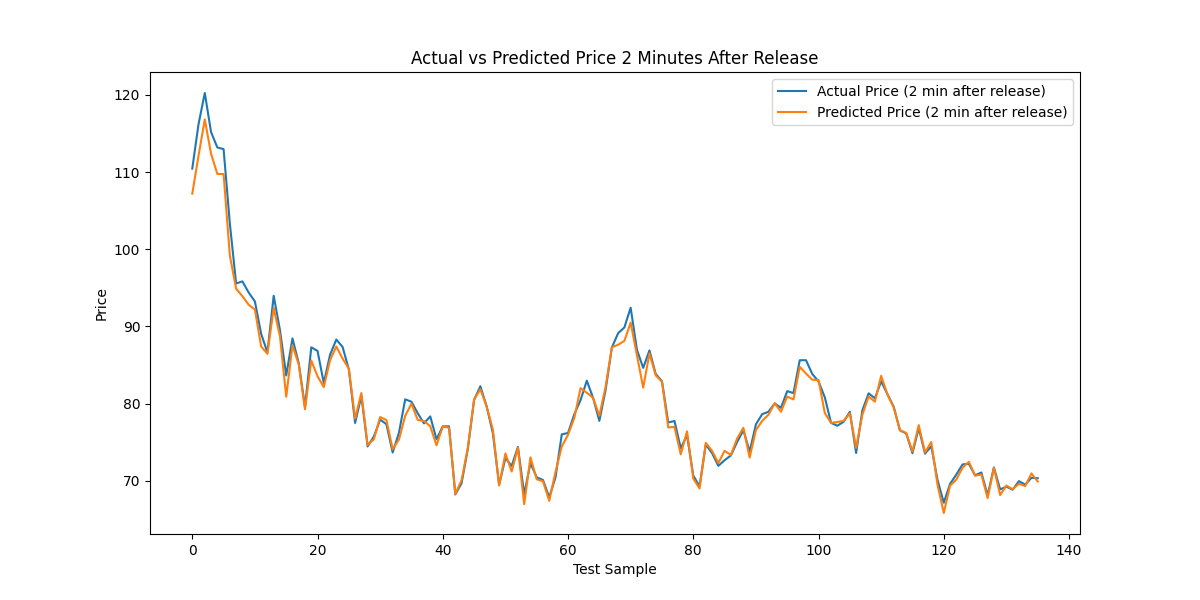 Actual vs Predicted Price 2 Minutes After Release
Actual Price (2 min after release)
Predicted Price (2 min after release)
120
110
100
90
80
70
Price
0 20 40 60 80 100 120 140
Test Sample